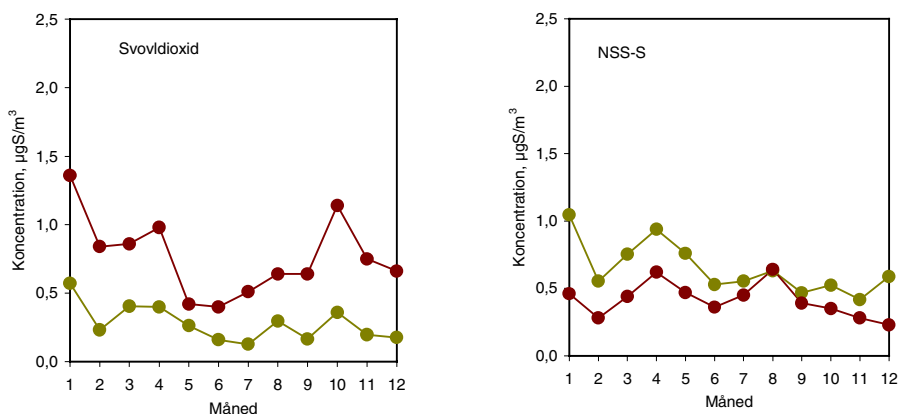 Svovldioxid
Koncentration, µgS/m³
2,5
2,0
1,5
1,0
0,5
0,0
1 2 3 4 5 6 7 8 9 10 11 12
Måned
NSS-S
Koncentration, µgS/m³
2,5
2,0
1,5
1,0
0,5
0,0
1 2 3 4 5 6 7 8 9 10 11 12
Måned